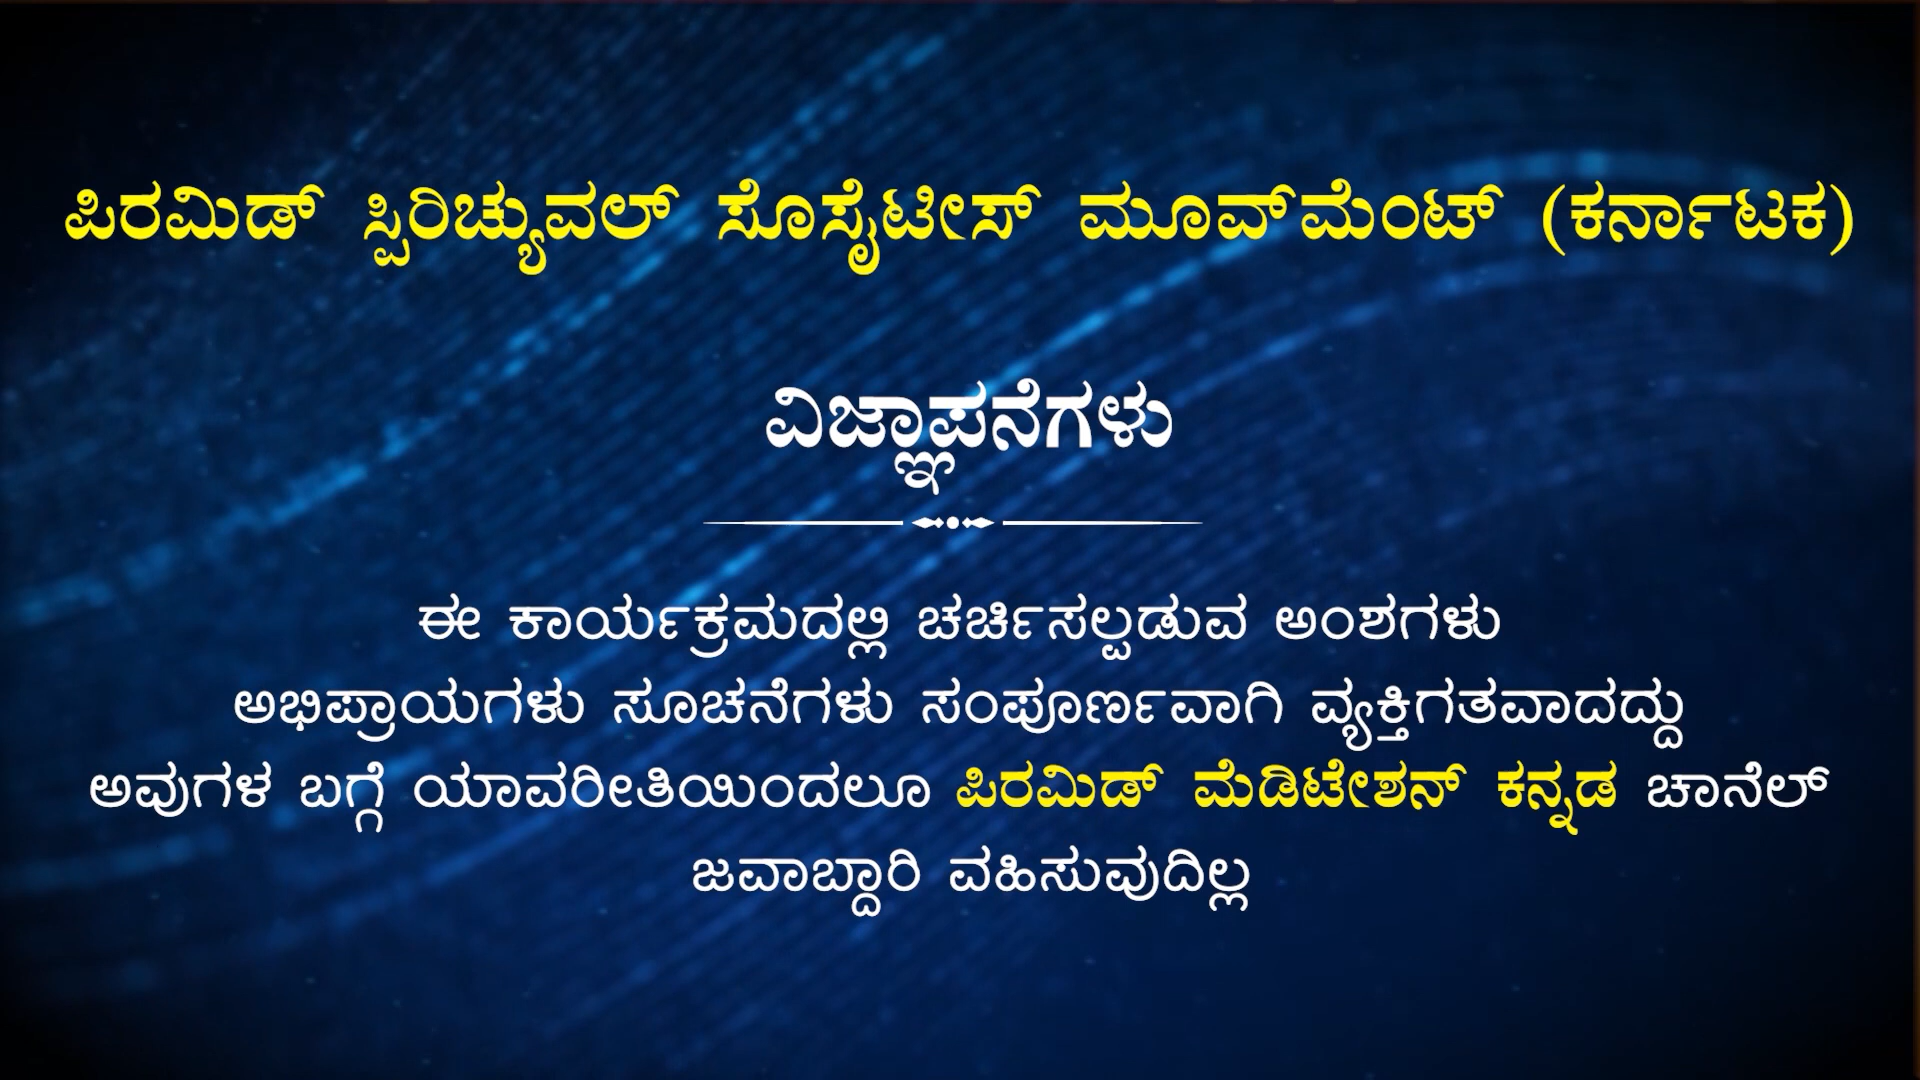 ಪಿರಮಿಡ್ ಸ್ಪಿರಿಚ್ಯುವಲ್ ಸೊಸೈಟೀಸ್ ಮೂವ್‌ಮೆಂಟ್ (ಕರ್ನಾಟಕ)
ವಿಜ್ಞಾಪನೆಗಳು
ಈ ಕಾರ್ಯಕ್ರಮದಲ್ಲಿ ಚರ್ಚಿಸಲ್ಪಡುವ ಅಂಶಗಳು
ಅಭಿಪ್ರಾಯಗಳು ಸೂಚನೆಗಳು ಸಂಪೂರ್ಣವಾಗಿ ವ್ಯಕ್ತಿಗತವಾದದ್ದು
ಅವುಗಳ ಬಗ್ಗೆ ಯಾವರೀತಿಯಿಂದಲೂ ಪಿರಮಿಡ್ ಮೆಡಿಟೇಶನ್ ಕನ್ನಡ ಚಾನೆಲ್
ಜವಾಬ್ದಾರಿ ವಹಿಸುವುದಿಲ್ಲ